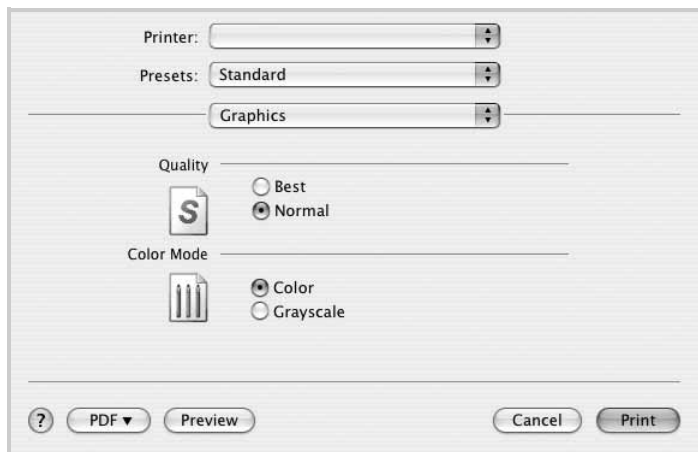 Printer:
Presets: Standard
Graphics
Quality
Best
S
Normal
Color Mode
Color
Grayscale
? PDF▼ Preview Cancel Print